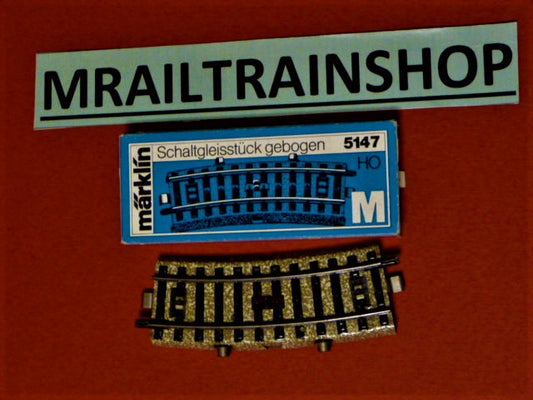 MRAILTRAINSHOP
märklin
Schaltgleisstück gebogen 5147
HO
M